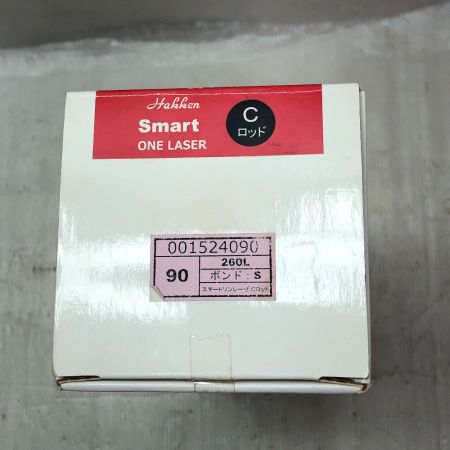 Hakken
Smart
ONE LASER
C
ロッド
001524090
90
260L
ボンド：S
スマートワンレーザ Cロッド